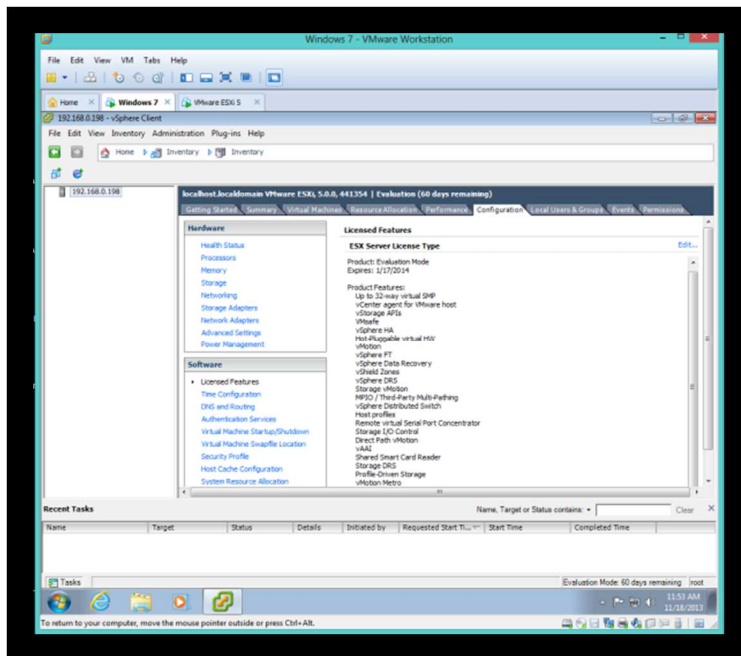 Windows 7 - VMware Workstation
File Edit View VM Tabs Help
Home Windows 7 VMware ESXi 5
192.168.0.198 - vSphere Client
File Edit View Inventory Administration Plug-ins Help
Home Inventory Inventory
192.168.0.198
localhost.localdomain VMware ESXi, 5.0.0, 441354 | Evaluation (60 days remaining)
Getting Started Summary Virtual Machines Resource Allocation Performance Configuration Local Users & Groups Events Permissions
Hardware
Health Status
Processors
Memory
Storage
Networking
Storage Adapters
Network Adapters
Advanced Settings
Power Management
Software
Licensed Features
Time Configuration
DNS and Routing
Authentication Services
Virtual Machine Startup/Shutdown
Virtual Machine Swapfile Location
Security Profile
Host Cache Configuration
System Resource Allocation
Licensed Features
ESX Server License Type Edit...
Product: Evaluation Mode
Expires: 1/17/2014
Product Features:
Up to 32-way virtual SMP
vCenter agent for VMware host
vStorage APIs
VMsafe
vSphere HA
Hot-Pluggable virtual HW
vMotion
vSphere FT
vSphere Data Recovery
vShield Zones
vSphere DRS
Storage vMotion
MPIO / Third-Party Multi-Pathing
vSphere Distributed Switch
Host profiles
Remote virtual Serial Port Concentrator
Storage I/O Control
Direct Path vMotion
vAAI
Shared Smart Card Reader
Storage DRS
Profile-Driven Storage
vMotion Metro
Recent Tasks Name, Target or Status contains: Clear
Name Target Status Details Initiated by Requested Start Ti... Start Time Completed Time
Tasks Evaluation Mode: 60 days remaining root
11:53 AM
11/18/2013
To return to your computer, move the mouse pointer outside or press Ctrl+Alt.